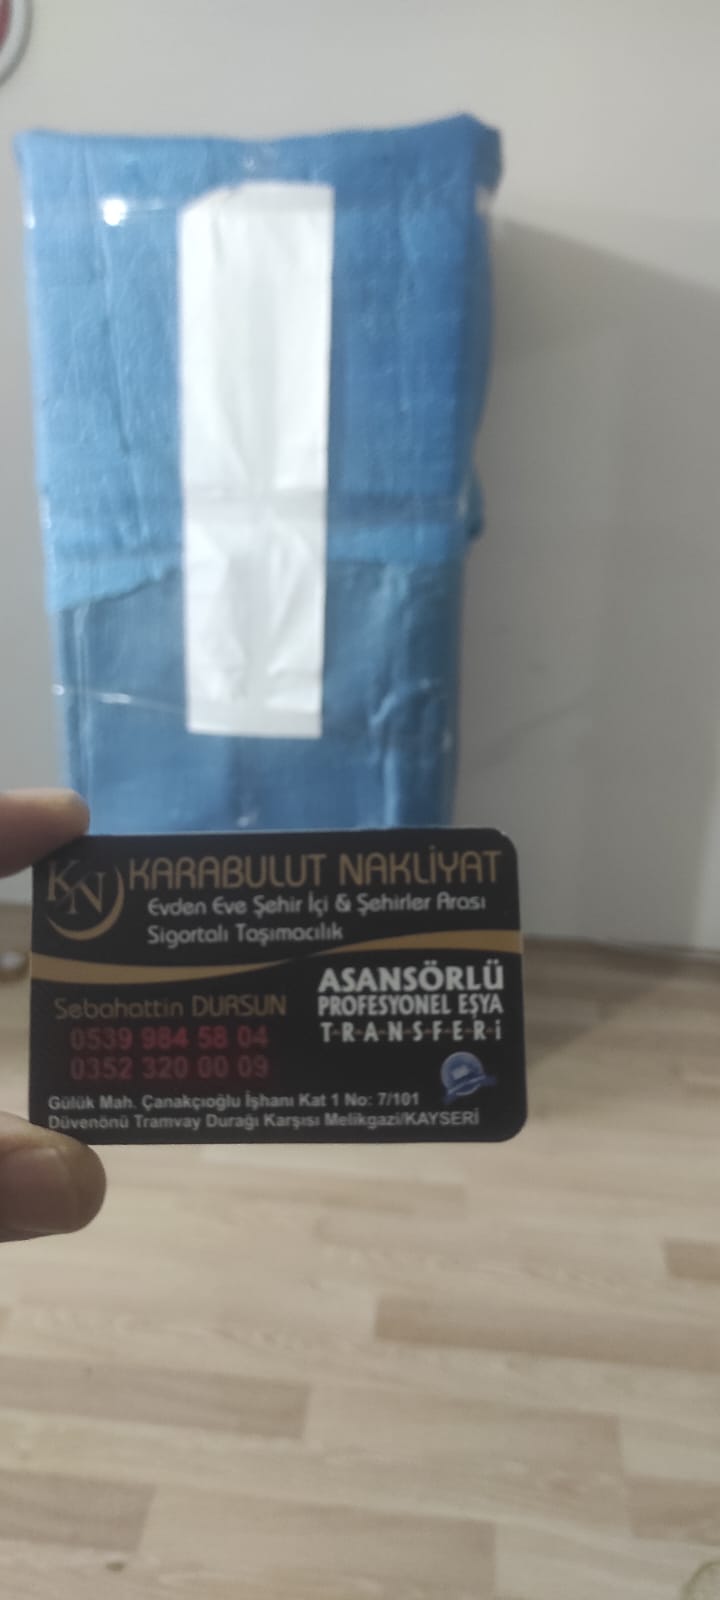 KN
KARABULUT NAKLİYAT
Evden Eve Şehir İçi & Şehirler Arası
Sigortalı Taşımacılık
ASANSÖRLÜ
PROFESYONEL EŞYA
T-R-A-N-S-F-E-R-İ
Sebahattin DURSUN
0539 984 58 04
0352 320 00 09
Gülük Mah. Çanakçıoğlu İşhanı Kat 1 No: 7/101
Düvenönü Tramvay Durağı Karşısı Melikgazi/KAYSERİ